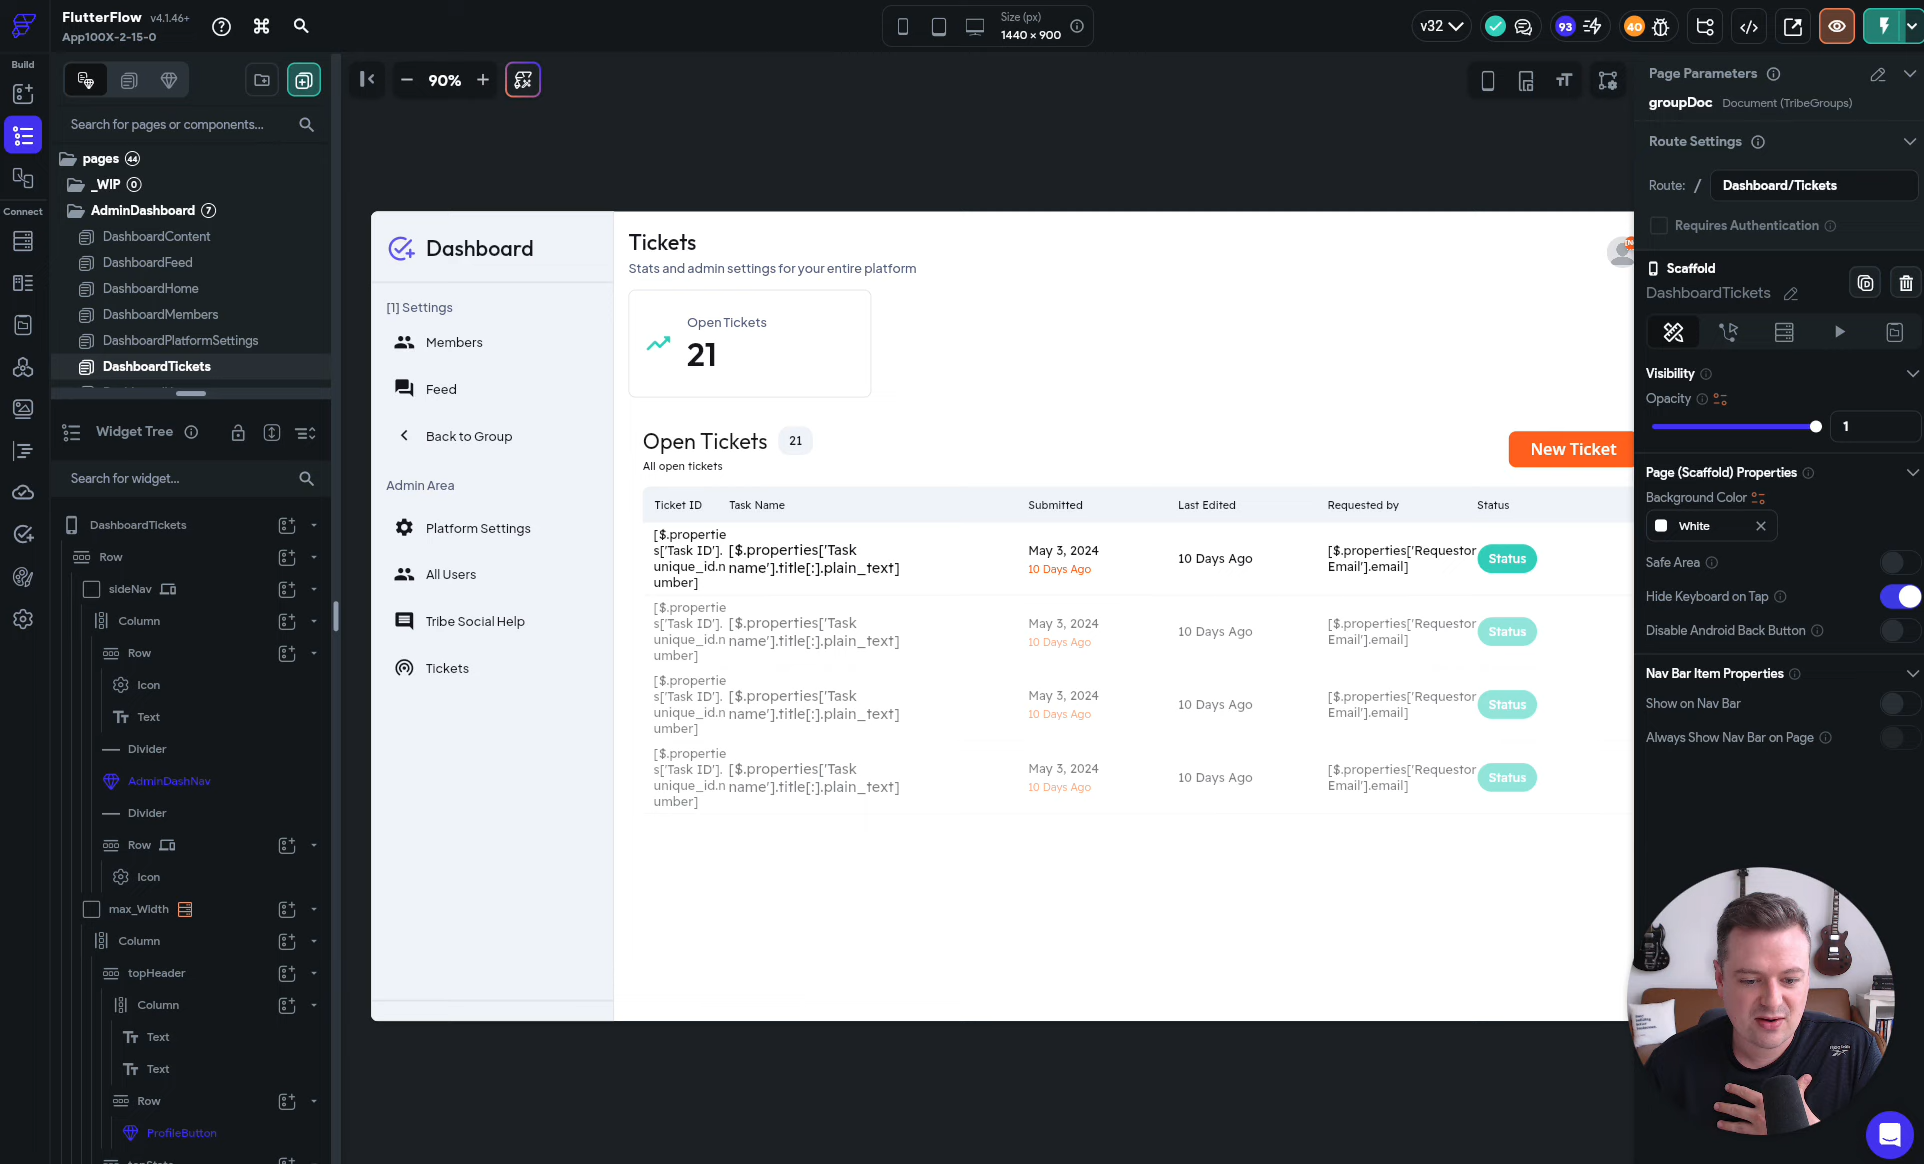 FlutterFlow v4.1.46+
App100X-2-15-0
Size (px)
1440 × 900
v32
93
40
Build
Connect
90%
Search for pages or components...
pages 44
_WIP 0
AdminDashboard 7
DashboardContent
DashboardFeed
DashboardHome
DashboardMembers
DashboardPlatformSettings
DashboardTickets
Widget Tree
Search for widget...
DashboardTickets
Row
sideNav
Column
Row
Icon
Text
Divider
AdminDashNav
Divider
Row
Icon
max_Width
Column
topHeader
Column
Text
Text
Row
ProfileButton
Dashboard
[1] Settings
Members
Feed
Back to Group
Admin Area
Platform Settings
All Users
Tribe Social Help
Tickets
Tickets
Stats and admin settings for your entire platform
Open Tickets
21
Open Tickets 21
All open tickets
New Ticket
Ticket ID Task Name Submitted Last Edited Requested by Status
[$.propertie
s['Task ID'].
unique_id.n
umber]
[$.properties['Task
name'].title[:].plain_text]
May 3, 2024
10 Days Ago
10 Days Ago
[$.properties['Requestor
Email'].email]
Status
[$.propertie
s['Task ID'].
unique_id.n
umber]
[$.properties['Task
name'].title[:].plain_text]
May 3, 2024
10 Days Ago
10 Days Ago
[$.properties['Requestor
Email'].email]
Status
[$.propertie
s['Task ID'].
unique_id.n
umber]
[$.properties['Task
name'].title[:].plain_text]
May 3, 2024
10 Days Ago
10 Days Ago
[$.properties['Requestor
Email'].email]
Status
[$.propertie
s['Task ID'].
unique_id.n
umber]
[$.properties['Task
name'].title[:].plain_text]
May 3, 2024
10 Days Ago
10 Days Ago
[$.properties['Requestor
Email'].email]
Status
Page Parameters
groupDoc Document (TribeGroups)
Route Settings
Route: / Dashboard/Tickets
Requires Authentication
Scaffold
DashboardTickets
Visibility
Opacity
1
Page (Scaffold) Properties
Background Color
White
Safe Area
Hide Keyboard on Tap
Disable Android Back Button
Nav Bar Item Properties
Show on Nav Bar
Always Show Nav Bar on Page